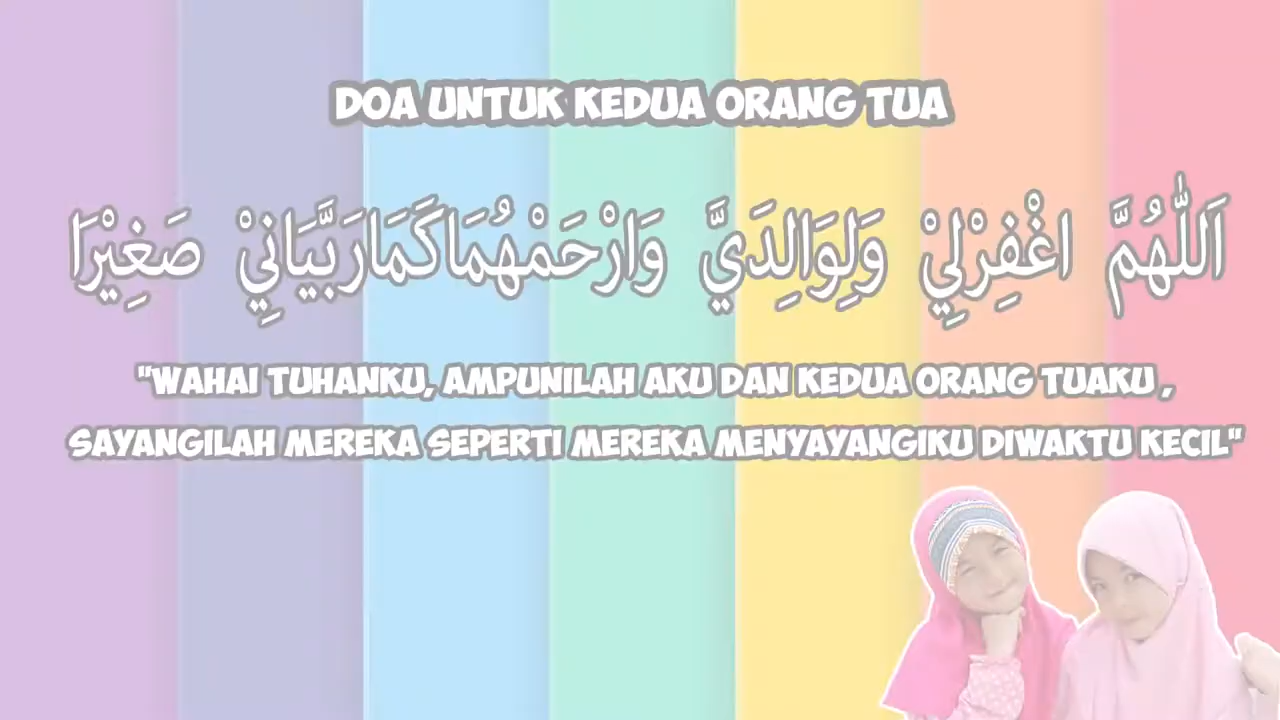 DOA UNTUK KEDUA ORANG TUA
اَللّٰهُمَّ اغْفِرْلِيْ وَلِوَالِدَيَّ وَارْحَمْهُمَاكَمَارَبَّيَانِيْ صَغِيْرَا
"WAHAI TUHANKU, AMPUNILAH AKU DAN KEDUA ORANG TUAKU ,
SAYANGILAH MEREKA SEPERTI MEREKA MENYAYANGIKU DIWAKTU KECIL"